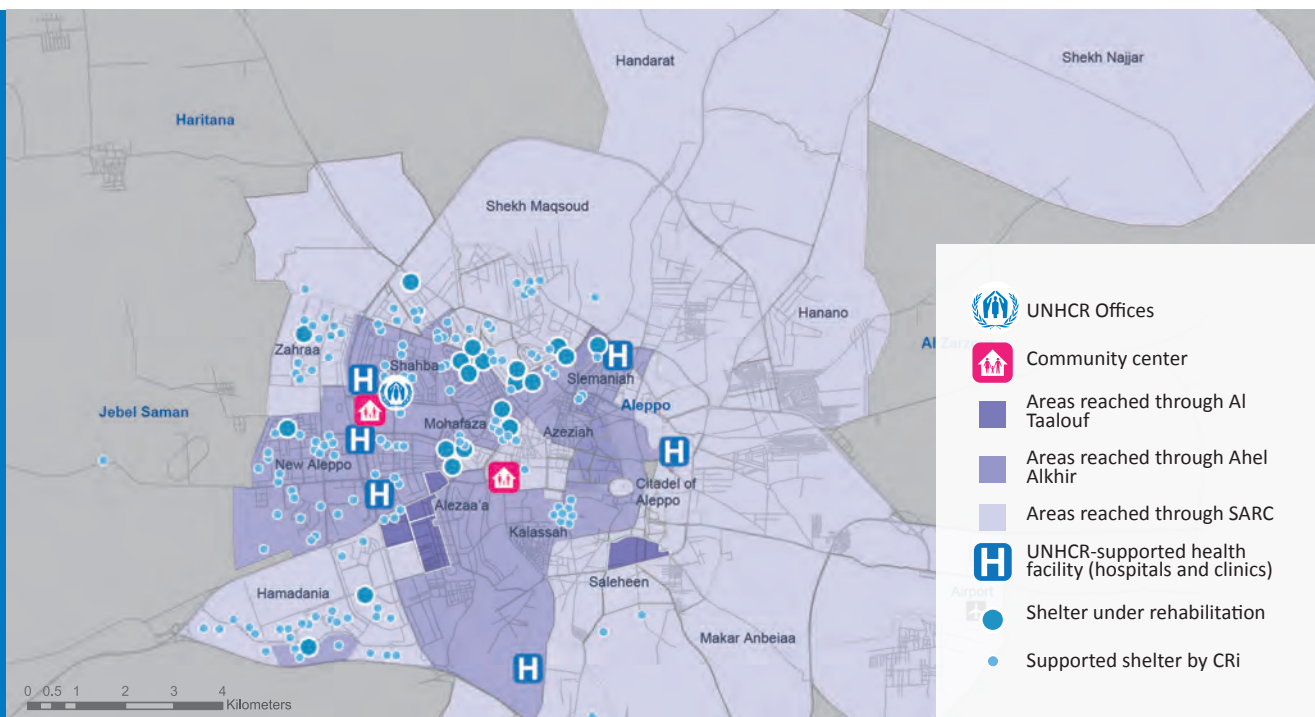 Handarat
Shekh Najjar
Haritana
Shekh Maqsoud
Hanano
Zahraa
Shahba
Slemaniah
Aleppo
Jebel Saman
Mohafaza
Azeziah
New Aleppo
Citadel of
Aleppo
Alezaa'a
Kalassah
Saleheen
Hamadania
Makar Anbeiaa
H
H
H
H
H
H
0 0.5 1 2 3 4
Kilometers
UNHCR Offices
Community center
Areas reached through Al
Taalouf
Areas reached through Ahel
Alkhir
Areas reached through SARC
H
UNHCR-supported health
facility (hospitals and clinics)
Airport
Shelter under rehabilitation
Supported shelter by CRi